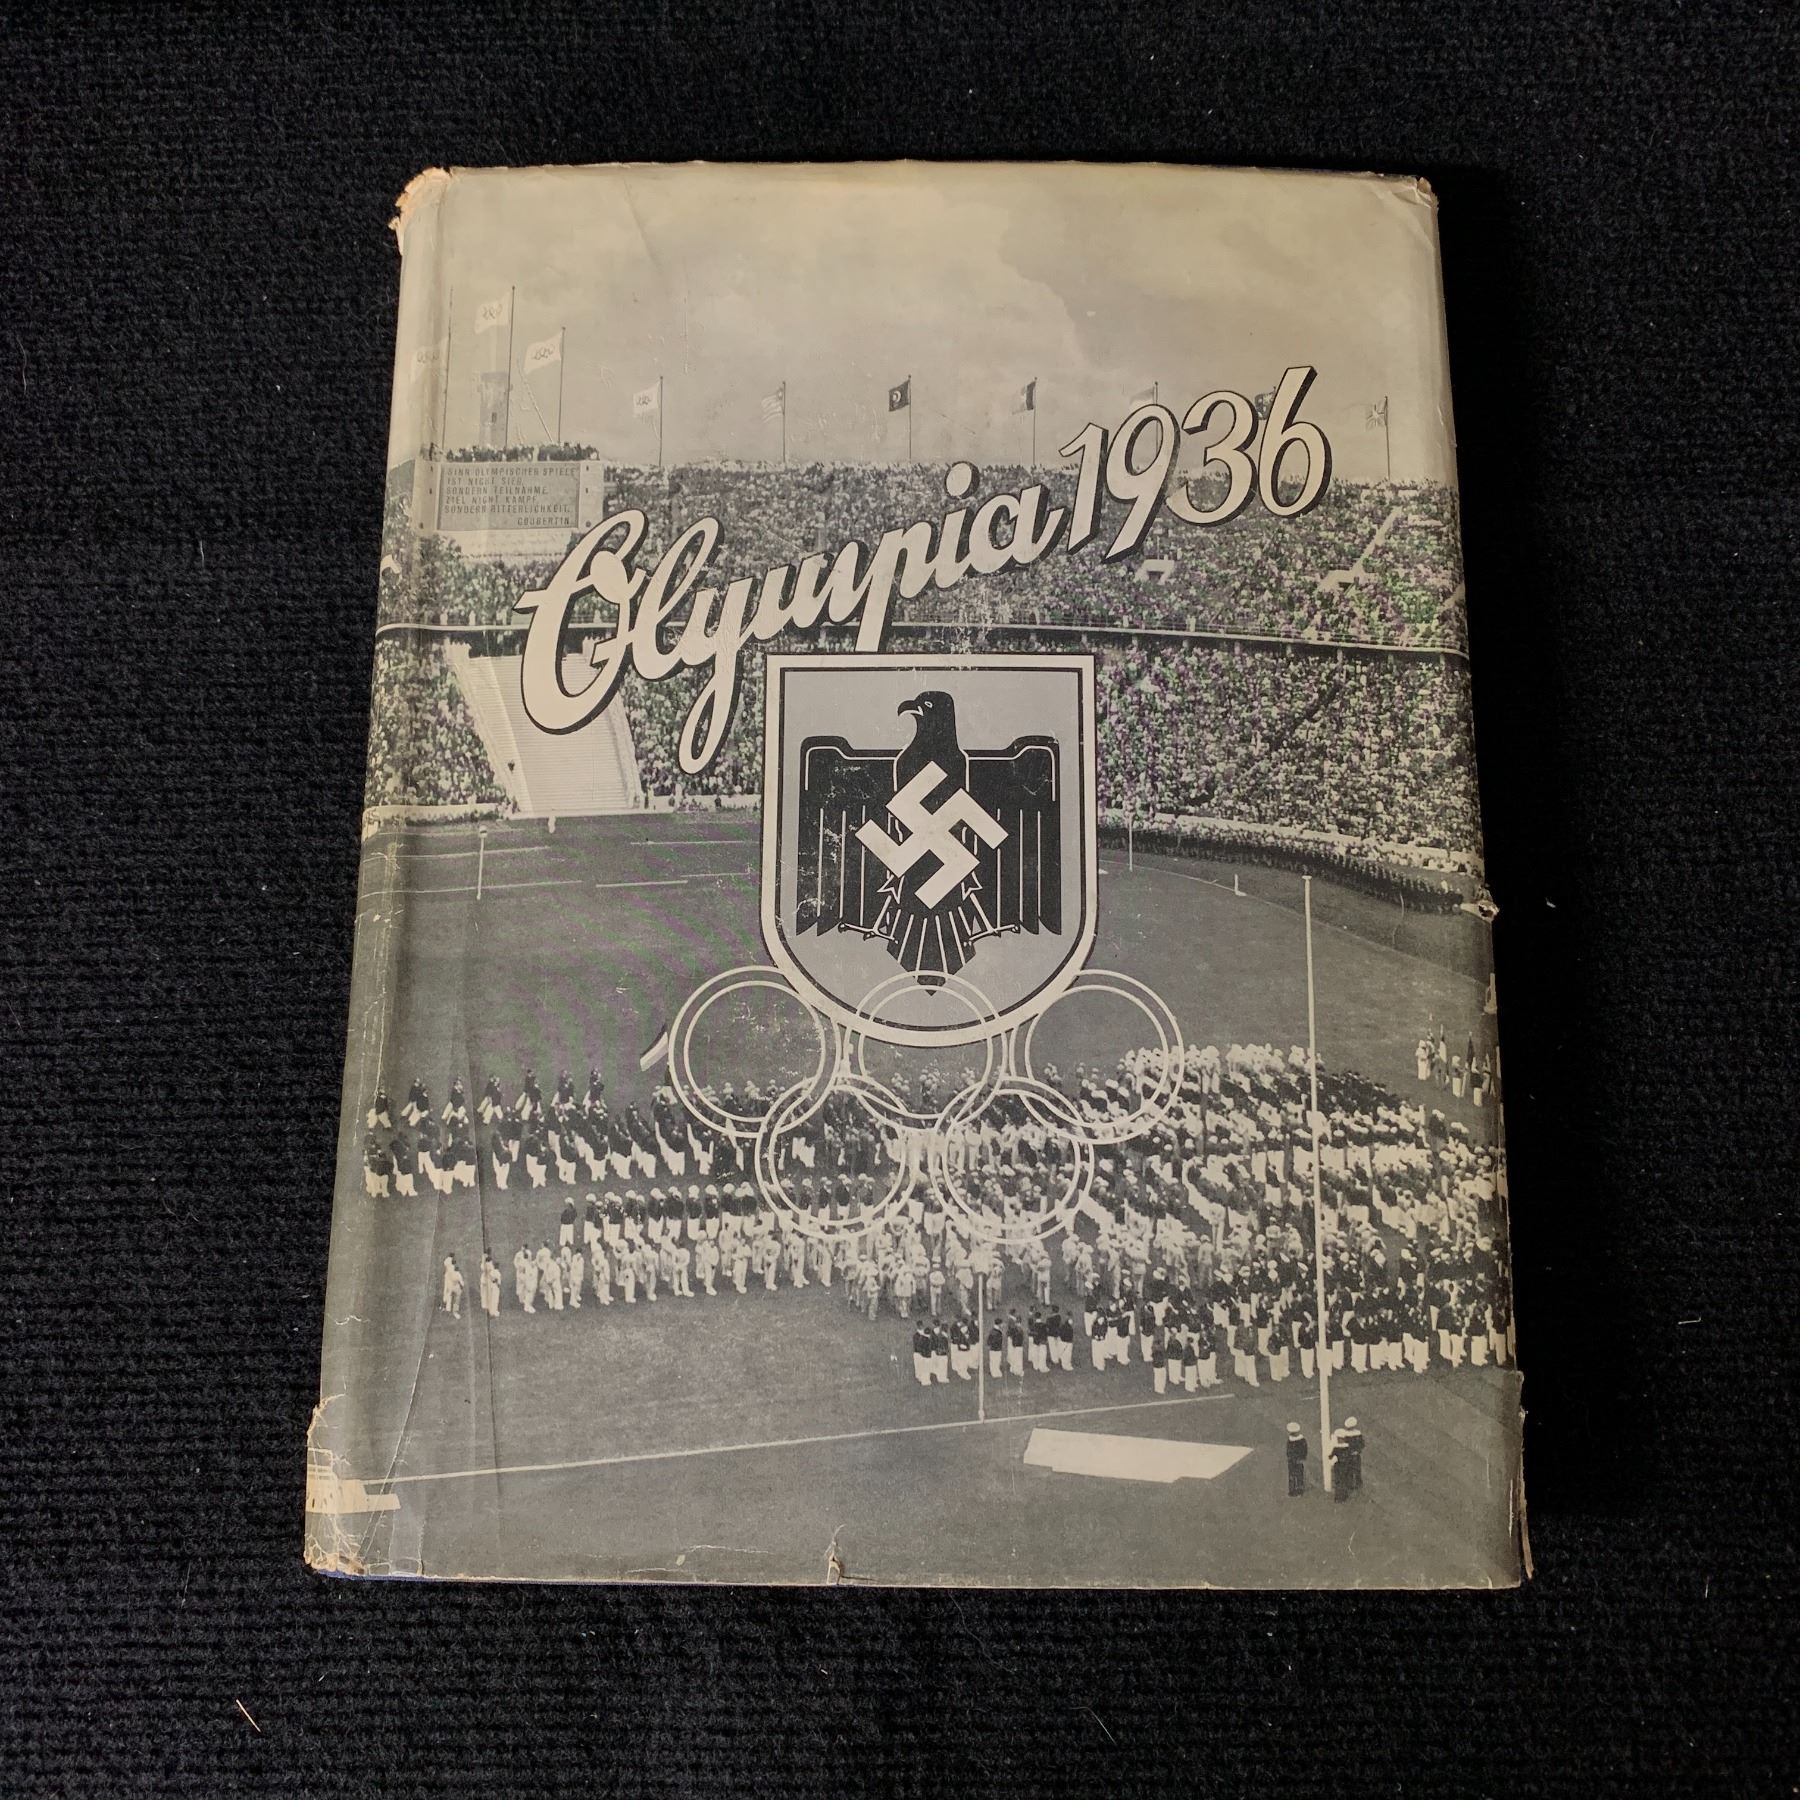 SINN OLYMPISCHER SPIELE
IST NICHT SIEG,
SONDERN TEILNAHME.
ZIEL NICHT KAMPF,
SONDERN RITTERLICHKEIT.
COUBERTIN
Olympia 1936